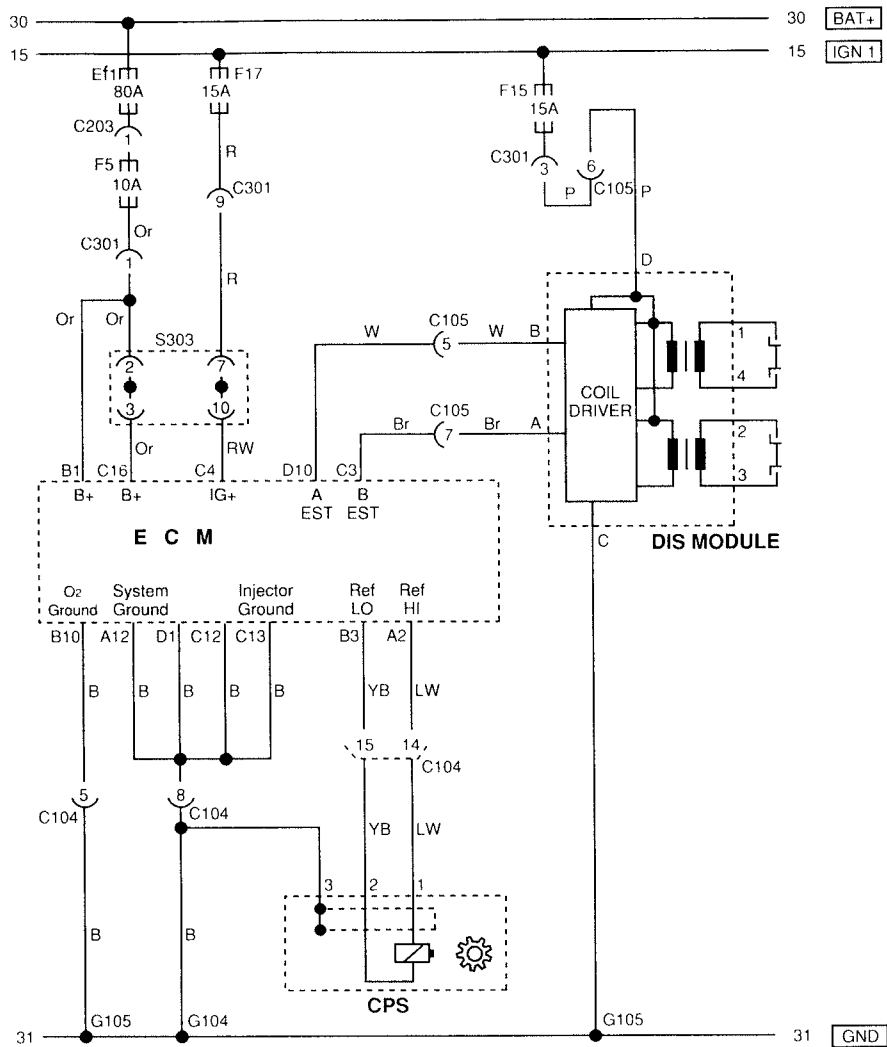 30 30 BAT+
15 15 IGN 1
Ef1 F17
80A 15A
F15
15A
C203
1 R
C301 3 6
F5 P C105 P
10A
C301
9
Or
C301
1
R
D
Or Or
W C105 W B
S303 5
2 7
1
4
COIL
DRIVER
3 10
C105
Br Br A
7
2
3
Or RW
B1 C16 C4 D10 C3
B+ B+ IG+ A B
EST EST
E C M
C
DIS MODULE
O2 System Injector Ref Ref
Ground Ground Ground LO HI
B10 A12 D1 C12 C13 B3 A2
B B B B B YB LW
15 14
C104
5 8
C104 C104
YB LW
3 2 1
B B
CPS
G105 G104 G105
31 31 GND